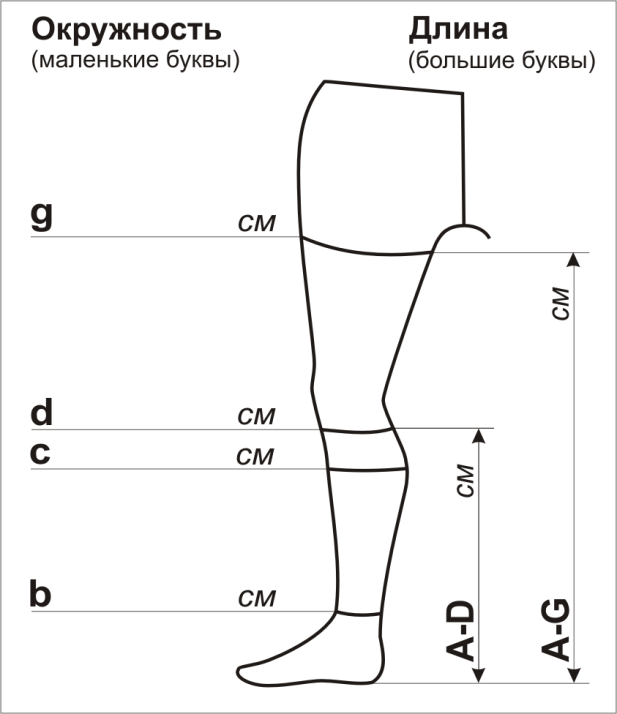 Окружность
(маленькие буквы)
Длина
(большие буквы)
g см
см
d см
c см
см
b см
A-D
A-G